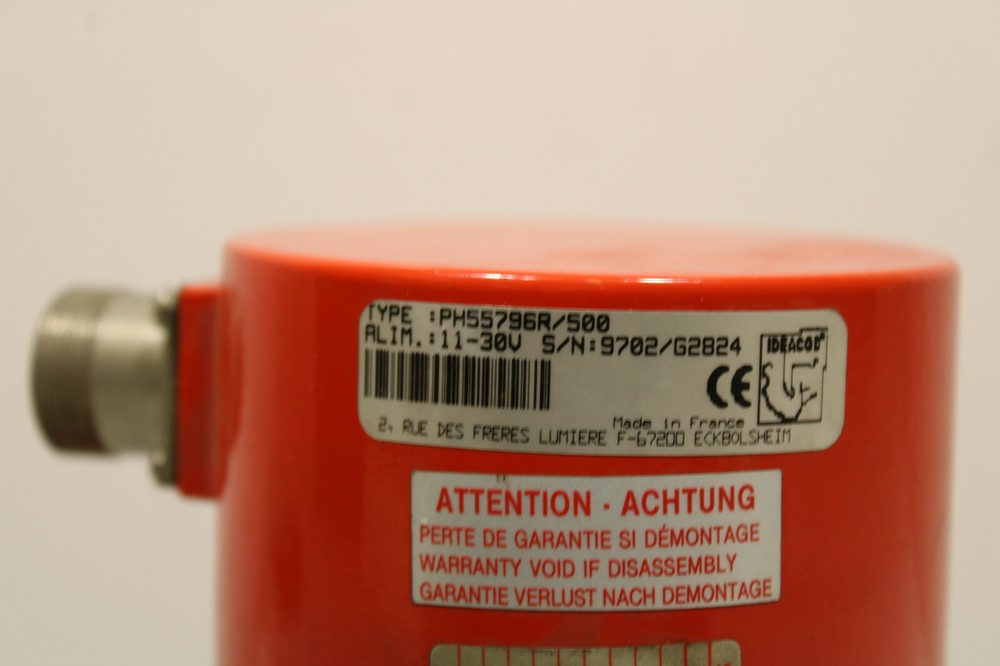 TYPE :PH55796R/500
ALIM.:11-30V S/N:9702/G2824
IDEACOD
CE
Made in France
2, RUE DES FRERES LUMIERE F-67200 ECKBOLSHEIM
ATTENTION - ACHTUNG
PERTE DE GARANTIE SI DÉMONTAGE
WARRANTY VOID IF DISASSEMBLY
GARANTIE VERLUST NACH DEMONTAGE